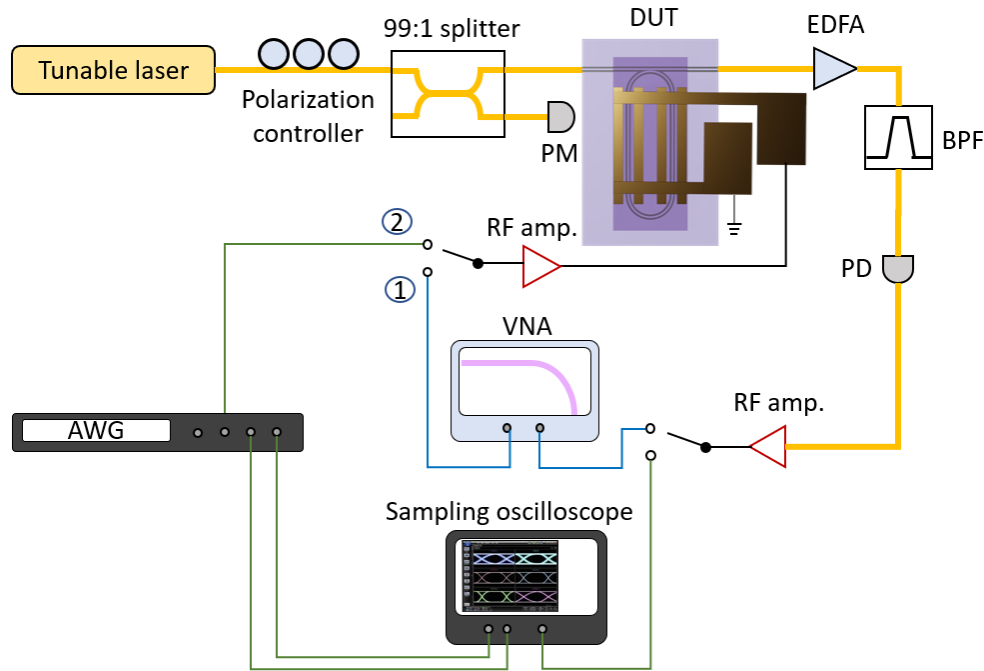 99:1 splitter
DUT
EDFA
Tunable laser
Polarization
controller
PM
BPF
2
RF amp.
PD
1
VNA
RF amp.
AWG
Sampling oscilloscope